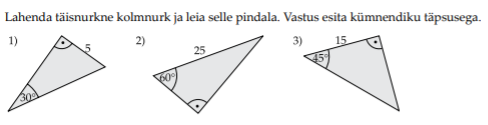 Lahenda täisnurkne kolmnurk ja leia selle pindala. Vastus esita kümnendiku täpsusega.
1) 5 2) 25 3) 15
30° 60° 45°